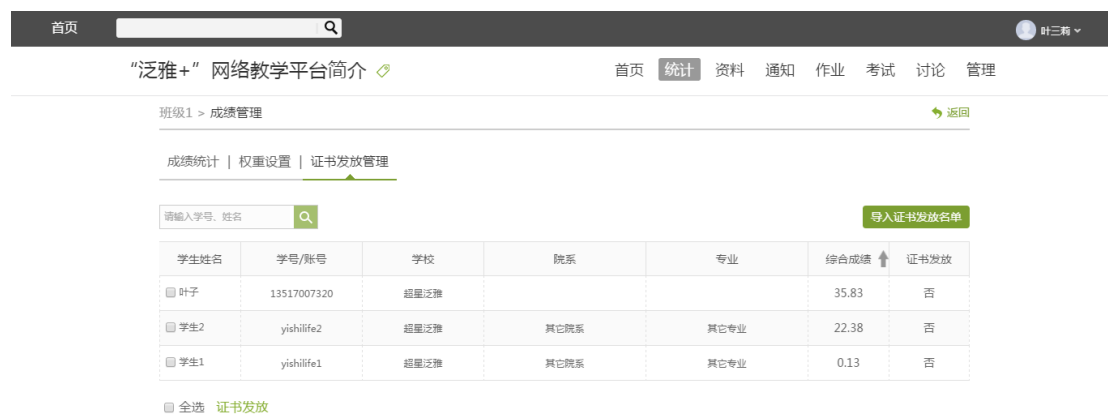 首页 叶三莉
“泛雅+”网络教学平台简介 首页 统计 资料 通知 作业 考试 讨论 管理
班级1 > 成绩管理 返回
成绩统计 | 权重设置 | 证书发放管理
请输入学号、姓名 导入证书发放名单
学生姓名 学号/账号 学校 院系 专业 综合成绩 证书发放
叶子 13517007320 超星泛雅 35.83 否
学生2 yishilife2 超星泛雅 其它院系 其它专业 22.38 否
学生1 yishilife1 超星泛雅 其它院系 其它专业 0.13 否
全选 证书发放